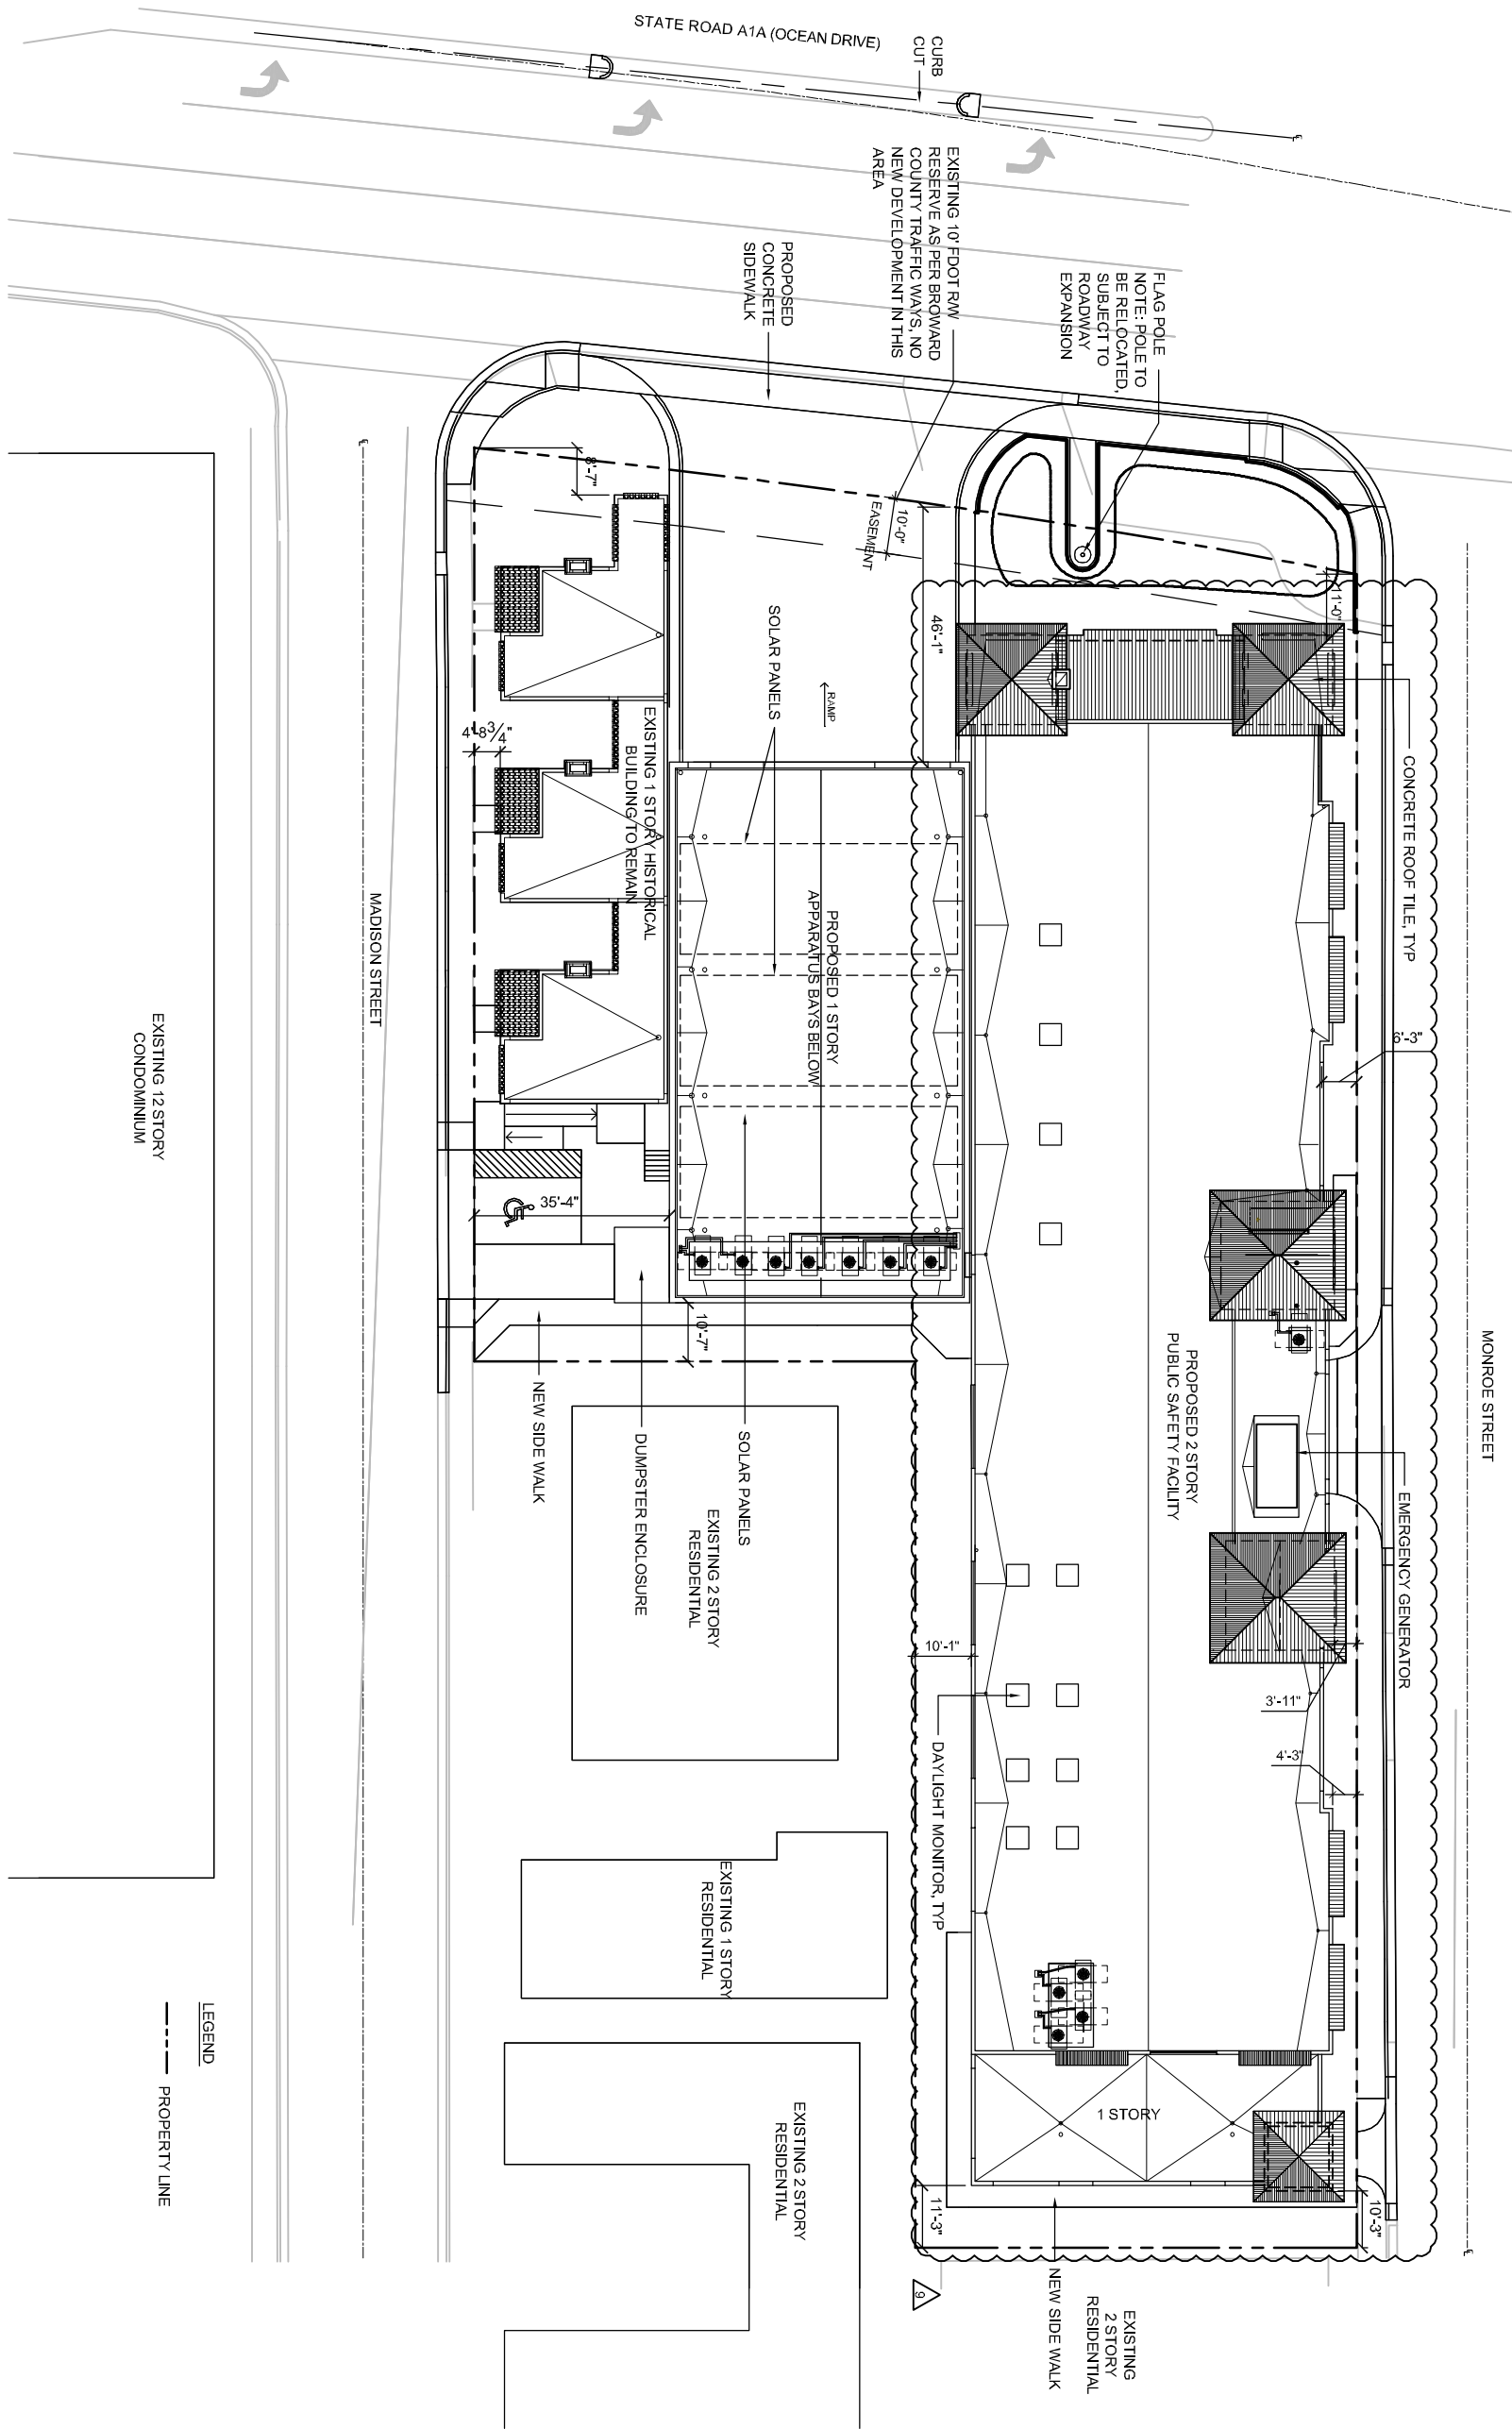 STATE ROAD A1A (OCEAN DRIVE)
CURB
CUT
EXISTING 10' FDOT R/W
RESERVE AS PER BROWARD
COUNTY TRAFFIC WAYS, NO
NEW DEVELOPMENT IN THIS
AREA
PROPOSED
CONCRETE
SIDEWALK
FLAG POLE
NOTE: POLE TO
BE RELOCATED,
SUBJECT TO
ROADWAY
EXPANSION
8'-7"
10'-0"
EASEMENT
46'-1"
11'-0"
SOLAR PANELS
RAMP
CONCRETE ROOF TILE, TYP
4'-8 3/4"
EXISTING 1 STORY HISTORICAL
BUILDING TO REMAIN
PROPOSED 1 STORY
APPARATUS BAYS BELOW
MADISON STREET
EXISTING 12 STORY
CONDOMINIUM
6'-3"
35'-4"
10'-7"
MONROE STREET
PROPOSED 2 STORY
PUBLIC SAFETY FACILITY
NEW SIDE WALK
DUMPSTER ENCLOSURE
SOLAR PANELS
EXISTING 2 STORY
RESIDENTIAL
EMERGENCY GENERATOR
10'-1"
3'-11"
4'-3"
DAYLIGHT MONITOR, TYP
EXISTING 1 STORY
RESIDENTIAL
LEGEND
PROPERTY LINE
EXISTING 2 STORY
RESIDENTIAL
1 STORY
11'-3"
10'-3"
9
NEW SIDE WALK
EXISTING
2 STORY
RESIDENTIAL